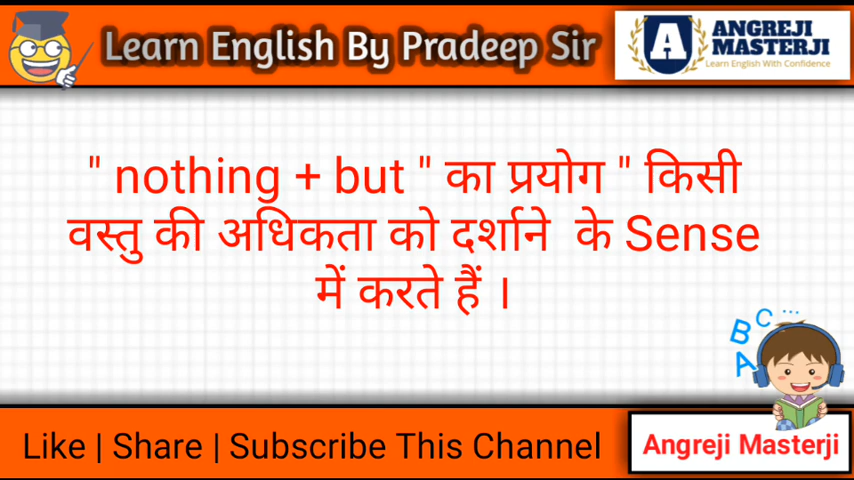 Learn English By Pradeep Sir
A
ANGREJI
MASTERJI
Learn English With Confidence
" nothing + but " का प्रयोग " किसी
वस्तु की अधिकता को दर्शाने के Sense
में करते हैं ।
A B C ...
Like | Share | Subscribe This Channel
Angreji Masterji